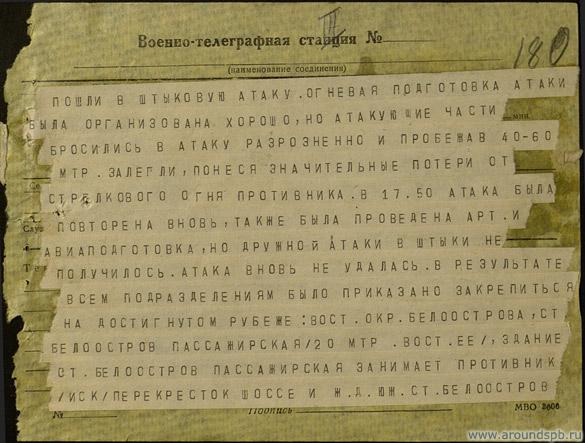 III
Военно-телеграфная станция №
180
(наименование соединения)
ПОШЛИ В ШТЫКОВУЮ АТАКУ.ОГНЕВАЯ ПОДГОТОВКА АТАКИ
БЫЛА ОРГАНИЗОВАНА ХОРОШО,НО АТАКУЮЩИЕ ЧАСТИ
мин.
БРОСИЛИСЬ В АТАКУ РАЗРОЗНЕННО И ПРОБЕЖАВ 40-60
МТР.ЗАЛЕГЛИ,ПОНЕСЯ ЗНАЧИТЕЛЬНЫЕ ПОТЕРИ ОТ
СТРЕЛКОВОГО ОГНЯ ПРОТИВНИКА.В 17.50 АТАКА БЫЛА
ПОВТОРЕНА ВНОВЬ,ТАКЖЕ БЫЛА ПРОВЕДЕНА АРТ.И
АВИАПОДГОТОВКА,НО ДРУЖНОЙ АТАКИ В ШТЫКИ НЕ
ПОЛУЧИЛОСЬ.АТАКА ВНОВЬ НЕ УДАЛАСЬ.В РЕЗУЛЬТАТЕ
ВСЕМ ПОДРАЗДЕЛЕНИЯМ БЫЛО ПРИКАЗАНО ЗАКРЕПИТЬСЯ
НА ДОСТИГНУТОМ РУБЕЖЕ:ВОСТ.ОКР.БЕЛООСТРОВА,СТ
БЕЛООСТРОВ ПАССАЖИРСКАЯ/20 МТР .ВОСТ.ЕЕ/,ЗДАНИЕ
СТ.БЕЛООСТРОВ ПАССАЖИРСКАЯ ЗАНИМАЕТ ПРОТИВНИК
/ИСК/ПЕРЕКРЕСТОК ШОССЕ И Ж.Д.ЮЖ.СТ.БЕЛООСТРОВ
№ Подпись МВО 3606
www.aroundspb.ru